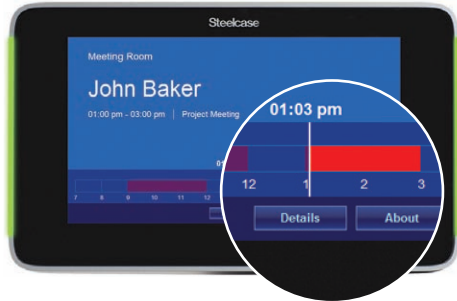 Steelcase
Meeting Room
John Baker
01:00 pm - 03:00 pm | Project Meeting
01:03 pm
7 8 9 10 11 12
12 1 2 3
Details About